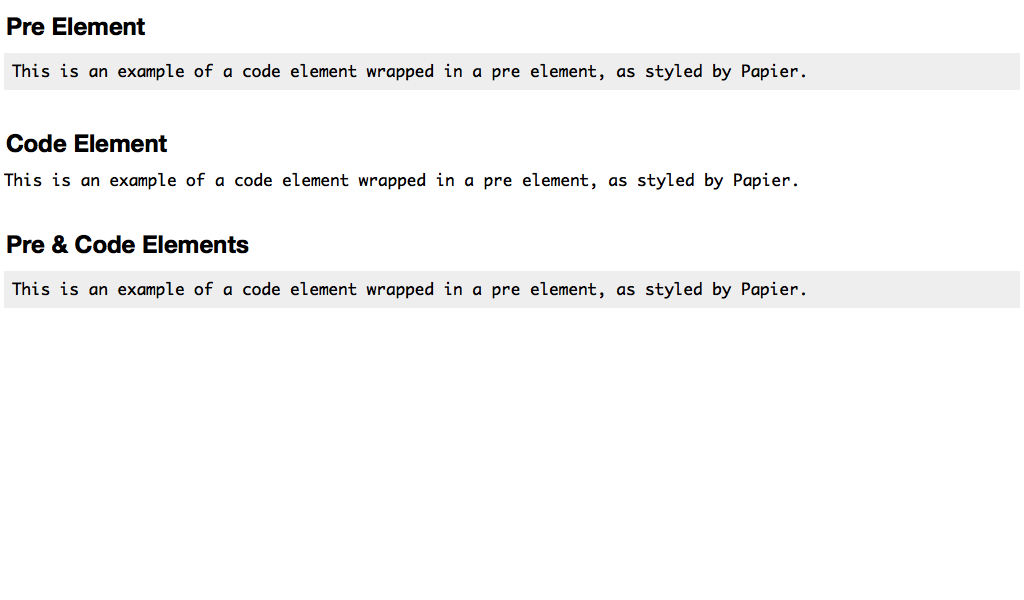 Pre Element
This is an example of a code element wrapped in a pre element, as styled by Papier.
Code Element
This is an example of a code element wrapped in a pre element, as styled by Papier.
Pre & Code Elements
This is an example of a code element wrapped in a pre element, as styled by Papier.